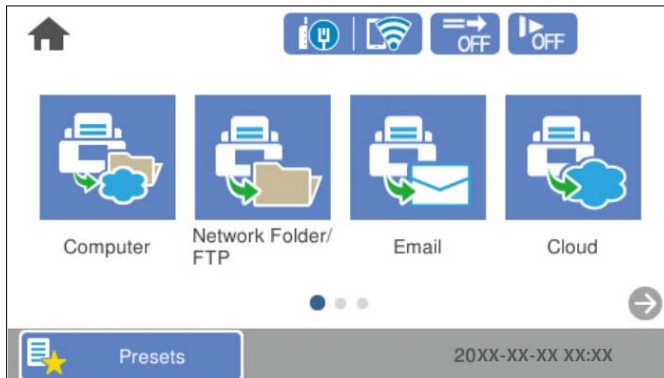 OFF
OFF
Computer
Network Folder/
FTP
Email
Cloud
Presets
20XX-XX-XX XX:XX